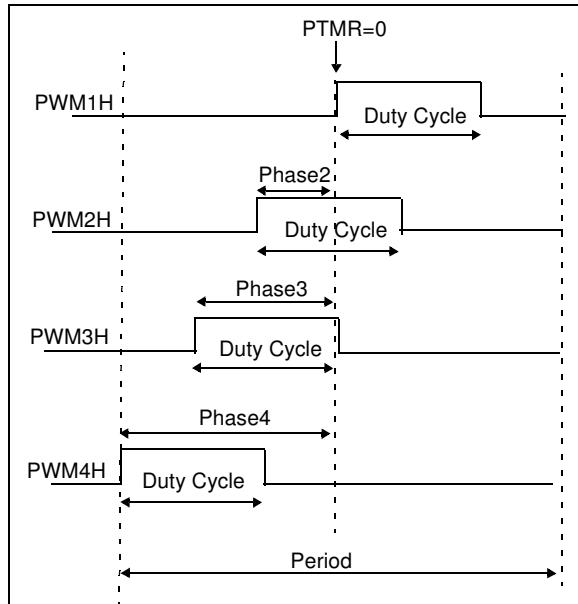 PTMR=0
PWM1H
Duty Cycle
Phase2
PWM2H
Duty Cycle
Phase3
PWM3H
Duty Cycle
Phase4
PWM4H
Duty Cycle
Period